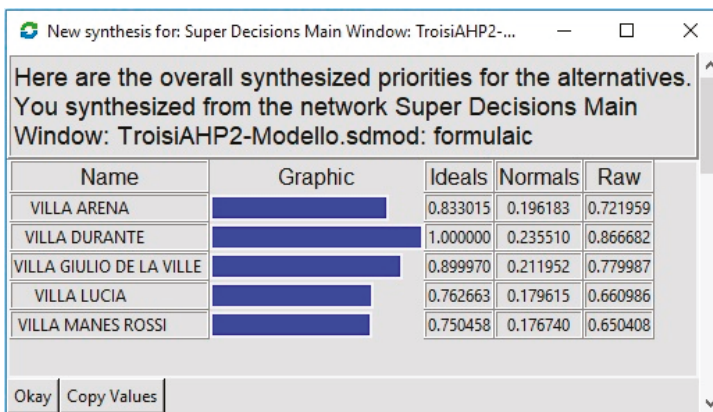 New synthesis for: Super Decisions Main Window: TroisiAHP2-...
Here are the overall synthesized priorities for the alternatives.
You synthesized from the network Super Decisions Main
Window: TroisiAHP2-Modello.sdmod: formulaic
Name Graphic Ideals Normals Raw
VILLA ARENA 0.833015 0.196183 0.721959
VILLA DURANTE 1.000000 0.235510 0.866682
VILLA GIULIO DE LA VILLE 0.899970 0.211952 0.779987
VILLA LUCIA 0.762663 0.179615 0.660986
VILLA MANES ROSSI 0.750458 0.176740 0.650408
Okay Copy Values